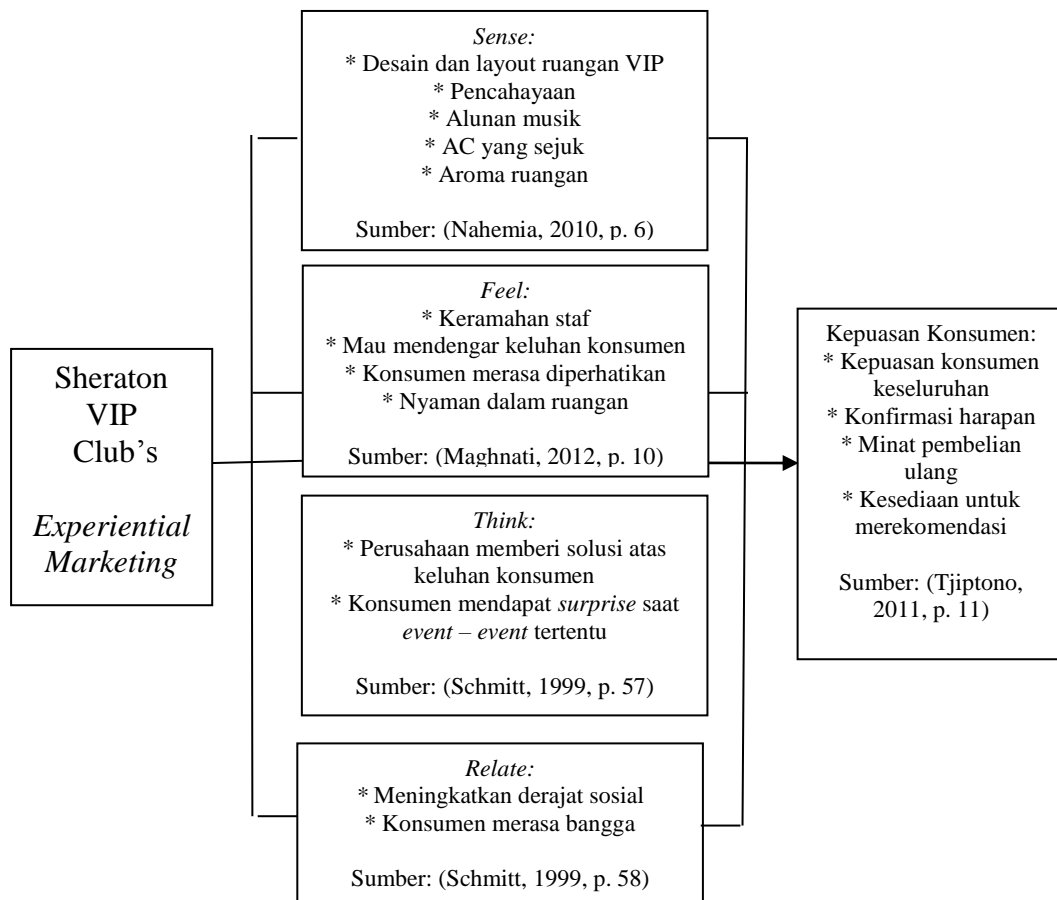 Sheraton
VIP
Club’s
Experiential
Marketing
Sense:
* Desain dan layout ruangan VIP
* Pencahayaan
* Alunan musik
* AC yang sejuk
* Aroma ruangan
Sumber: (Nahemia, 2010, p. 6)
Feel:
* Keramahan staf
* Mau mendengar keluhan konsumen
* Konsumen merasa diperhatikan
* Nyaman dalam ruangan
Sumber: (Maghnati, 2012, p. 10)
Think:
* Perusahaan memberi solusi atas
keluhan konsumen
* Konsumen mendapat surprise saat
event – event tertentu
Sumber: (Schmitt, 1999, p. 57)
Relate:
* Meningkatkan derajat sosial
* Konsumen merasa bangga
Sumber: (Schmitt, 1999, p. 58)
Kepuasan Konsumen:
* Kepuasan konsumen
keseluruhan
* Konfirmasi harapan
* Minat pembelian
ulang
* Kesediaan untuk
merekomendasi
Sumber: (Tjiptono,
2011, p. 11)